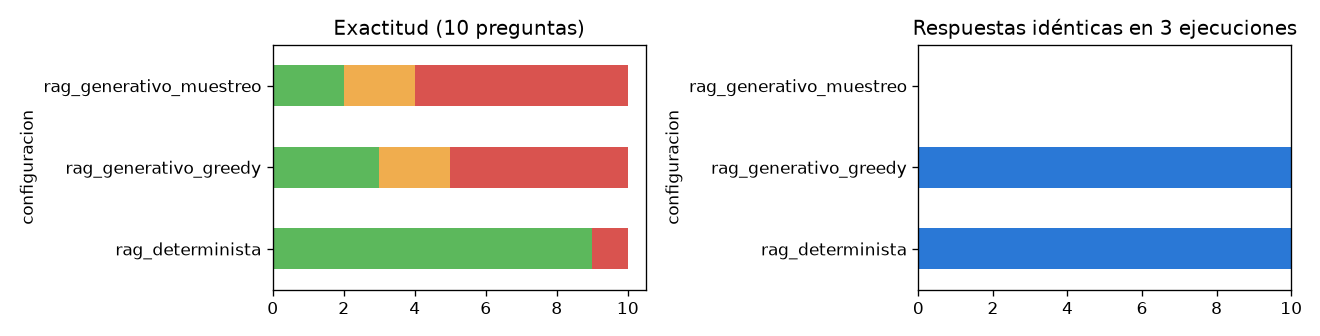 Exactitud (10 preguntas)
configuracion
rag_generativo_muestreo
rag_generativo_greedy
rag_determinista
0 2 4 6 8 10
Respuestas idénticas en 3 ejecuciones
configuracion
rag_generativo_muestreo
rag_generativo_greedy
rag_determinista
0 2 4 6 8 10